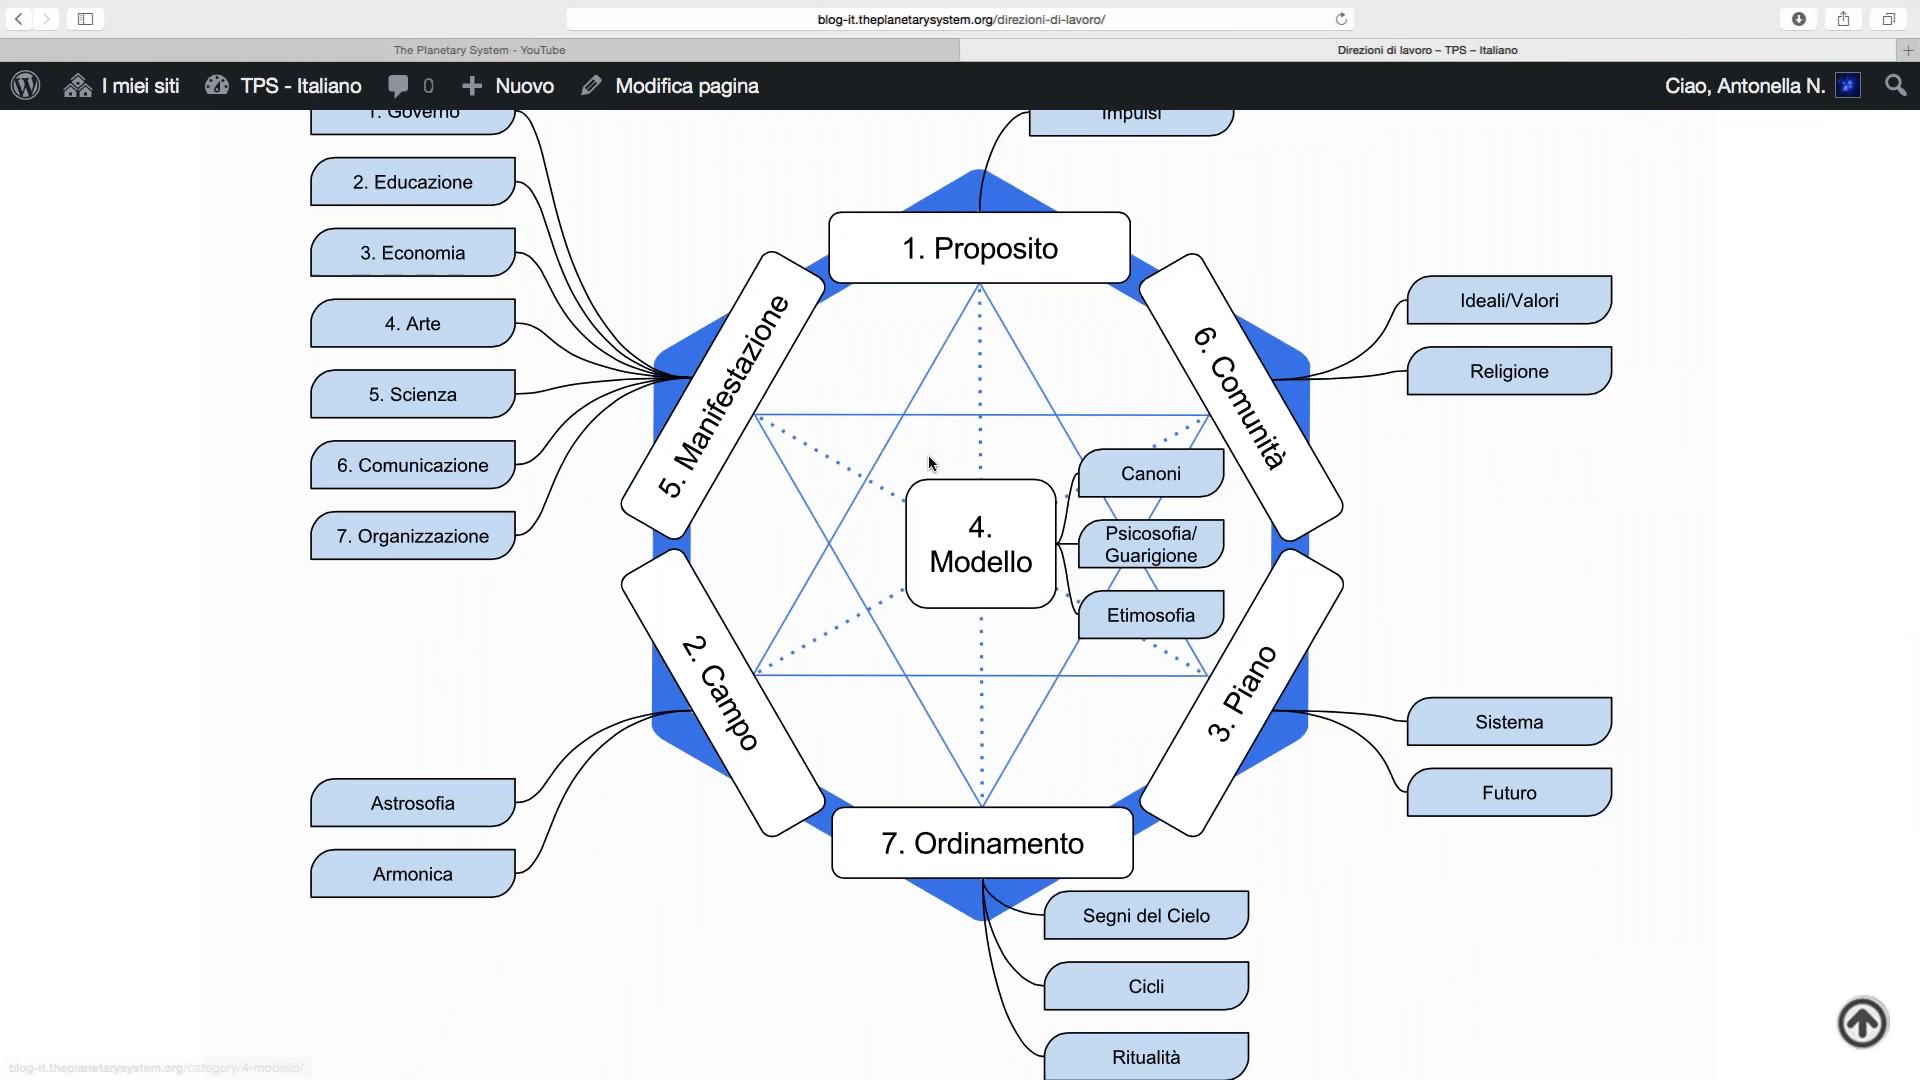 blog-it.theplanetarysystem.org/direzioni-di-lavoro/
The Planetary System - YouTube
Direzioni di lavoro – TPS – Italiano
I miei siti
TPS - Italiano
0
Nuovo
Modifica pagina
Ciao, Antonella N.
1. Governo
Impulsi
2. Educazione
3. Economia
4. Arte
5. Scienza
6. Comunicazione
7. Organizzazione
1. Proposito
5. Manifestazione
6. Comunità
Ideali/Valori
Religione
4.
Modello
Canoni
Psicosofia/
Guarigione
Etimosofia
2. Campo
3. Piano
Sistema
Futuro
Astrosofia
Armonica
7. Ordinamento
Segni del Cielo
Cicli
Ritualità
blog-it.theplanetarysystem.org/category/4-modello/